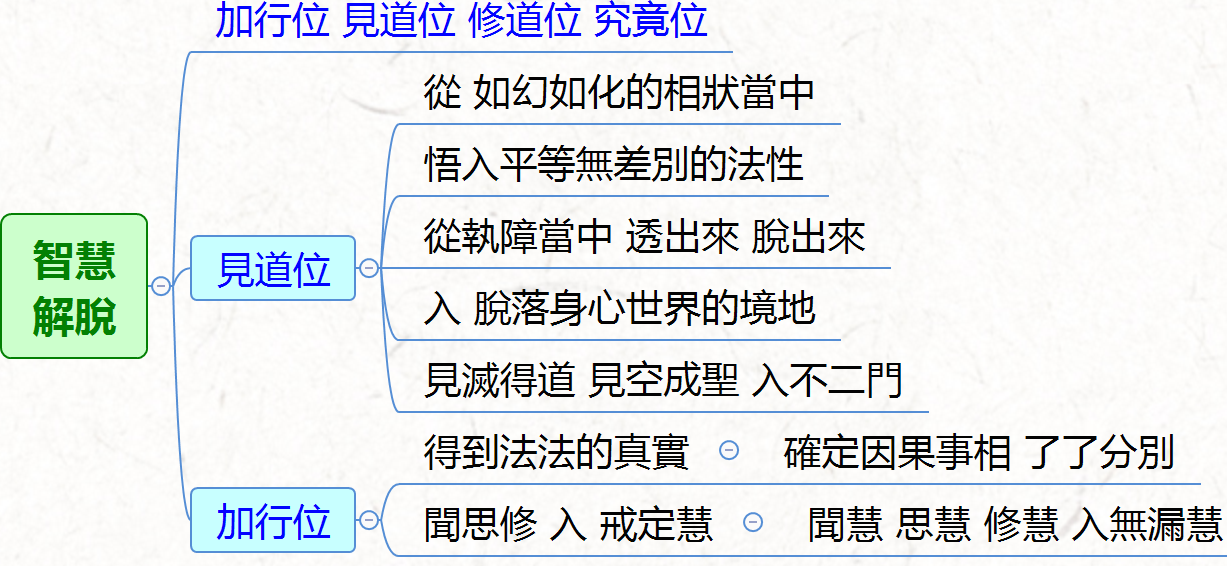 加行位 見道位 修道位 究竟位
智慧
解脫
見道位
從 如幻如化的相狀當中
悟入平等無差別的法性
從執障當中 透出來 脫出來
入 脫落身心世界的境地
見滅得道 見空成聖 入不二門
加行位
得到法法的真實
確定因果事相 了了分別
聞思修 入 戒定慧
聞慧 思慧 修慧 入無漏慧